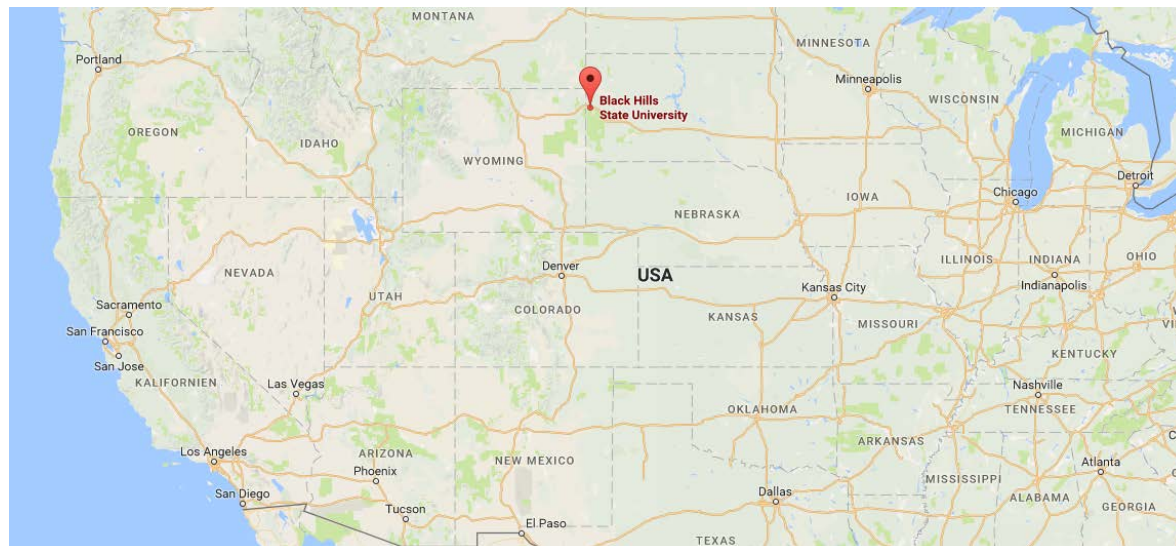 MONTANA
Portland
MINNESOTA
Minneapolis
Black Hills
State University
WISCONSIN
OREGON
IDAHO
MICHIGAN
WYOMING
Detroit
Chicago
IOWA
NEBRASKA
ILLINOIS
INDIANA
OHIO
Denver
USA
NEVADA
Indianapolis
UTAH
Kansas City
Sacramento
COLORADO
KANSAS
San Francisco
MISSOURI
San Jose
KENTUCKY
KALIFORNIEN
Las Vegas
Nashville
TENNESSEE
OKLAHOMA
ARKANSAS
Los Angeles
ARIZONA
NEW MEXICO
Phoenix
Atlanta
MISSISSIPPI
San Diego
Dallas
ALABAMA
GEORGIA
Tucson
El Paso
TEXAS